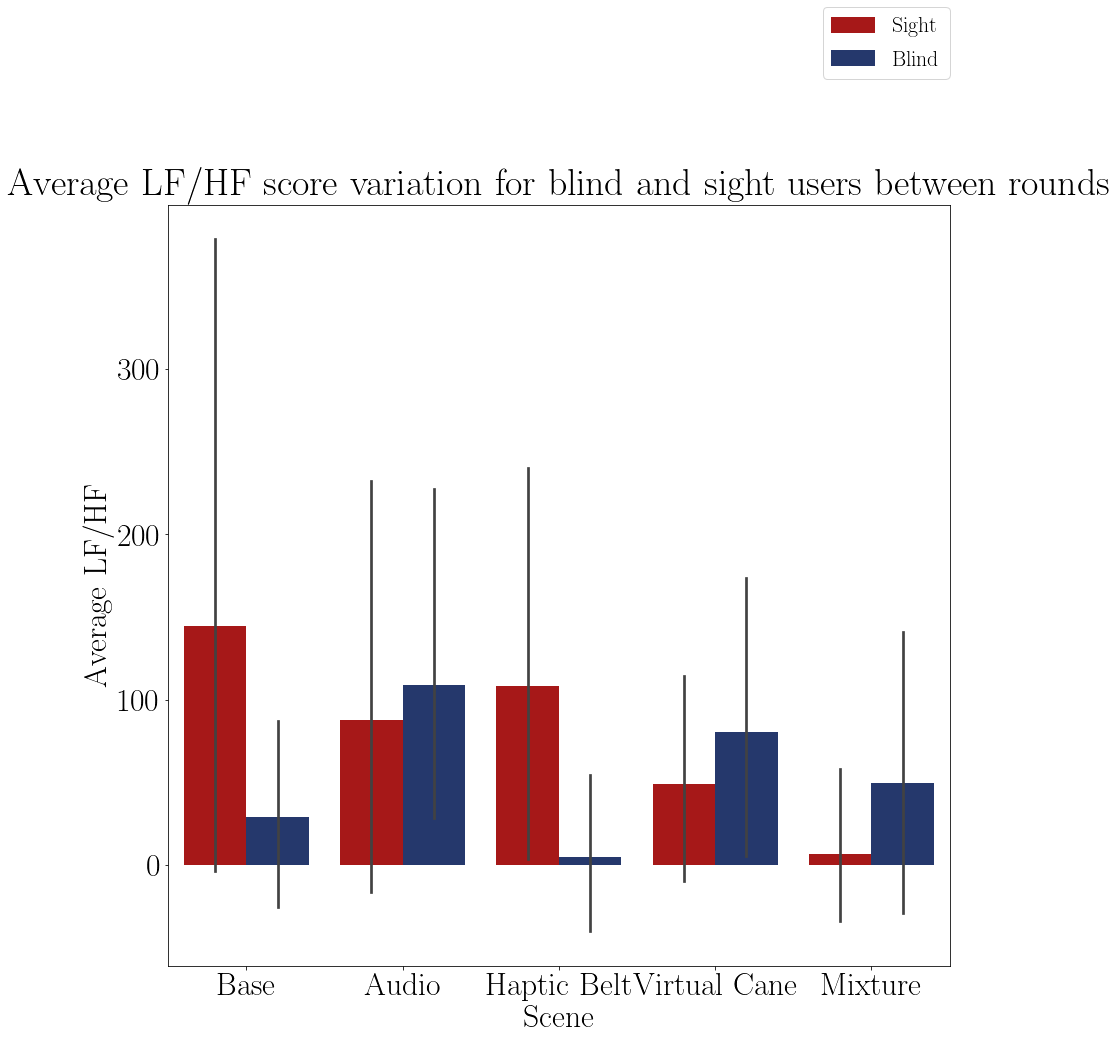 Sight
Blind
Average LF/HF score variation for blind and sight users between rounds
300
200
100
0
Average LF/HF
Base Audio Haptic Belt Virtual Cane Mixture
Scene